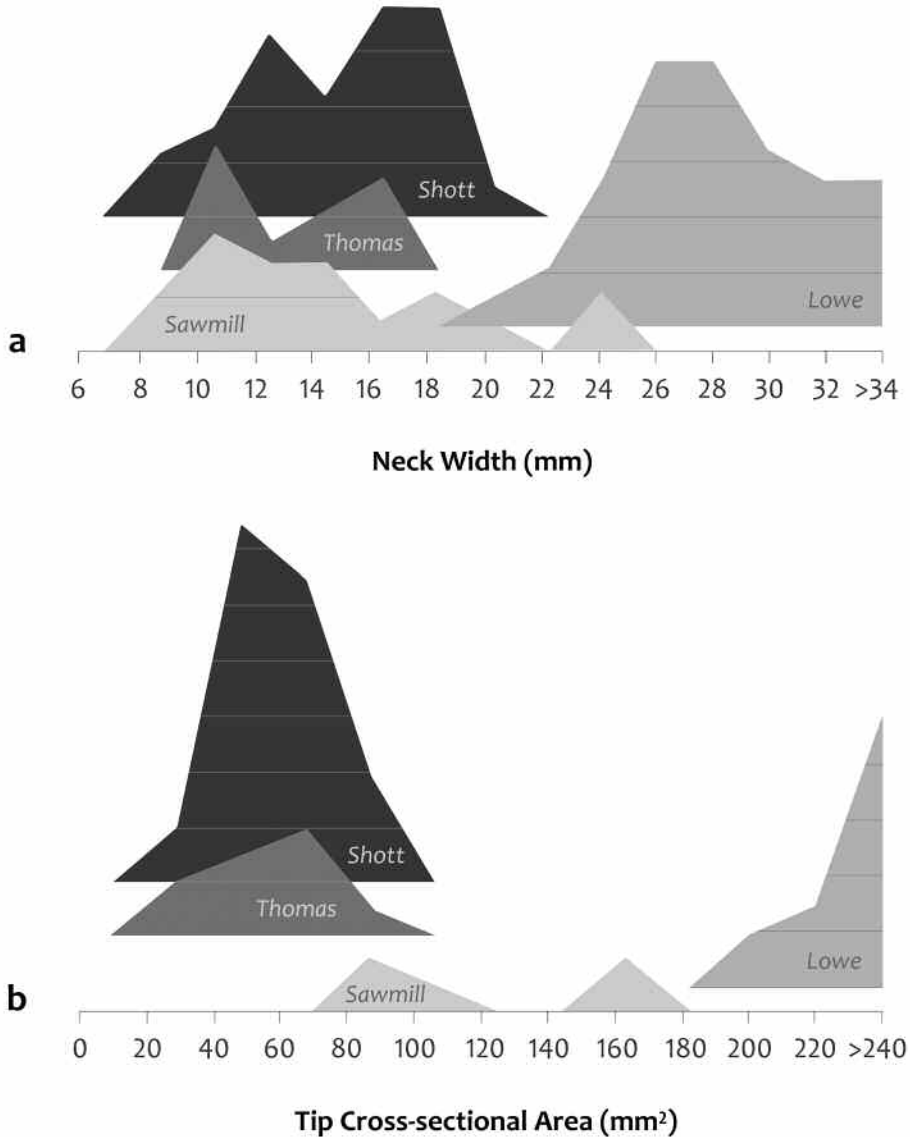 Shott
Thomas
Sawmill
Lowe
a
6 8 10 12 14 16 18 20 22 24 26 28 30 32 >34
Neck Width (mm)
Shott
Thomas
Sawmill
Lowe
b
0 20 40 60 80 100 120 140 160 180 200 220 >240
Tip Cross-sectional Area (mm²)